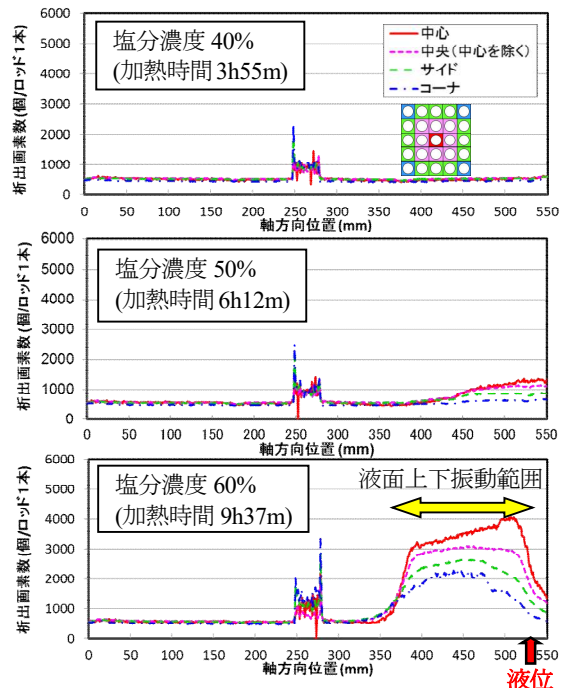 塩分濃度 40%
(加熱時間 3h55m)
中心
中央(中心を除く)
サイド
コーナ
析出画素数(個/ロッド1本)
6000
5000
4000
3000
2000
1000
0
0 50 100 150 200 250 300 350 400 450 500 550
軸方向位置(mm)
塩分濃度 50%
(加熱時間 6h12m)
析出画素数(個/ロッド1本)
6000
5000
4000
3000
2000
1000
0
0 50 100 150 200 250 300 350 400 450 500 550
軸方向位置(mm)
塩分濃度 60%
(加熱時間 9h37m)
液面上下振動範囲
析出画素数(個/ロッド1本)
6000
5000
4000
3000
2000
1000
0
0 50 100 150 200 250 300 350 400 450 500 550
軸方向位置(mm)
液位